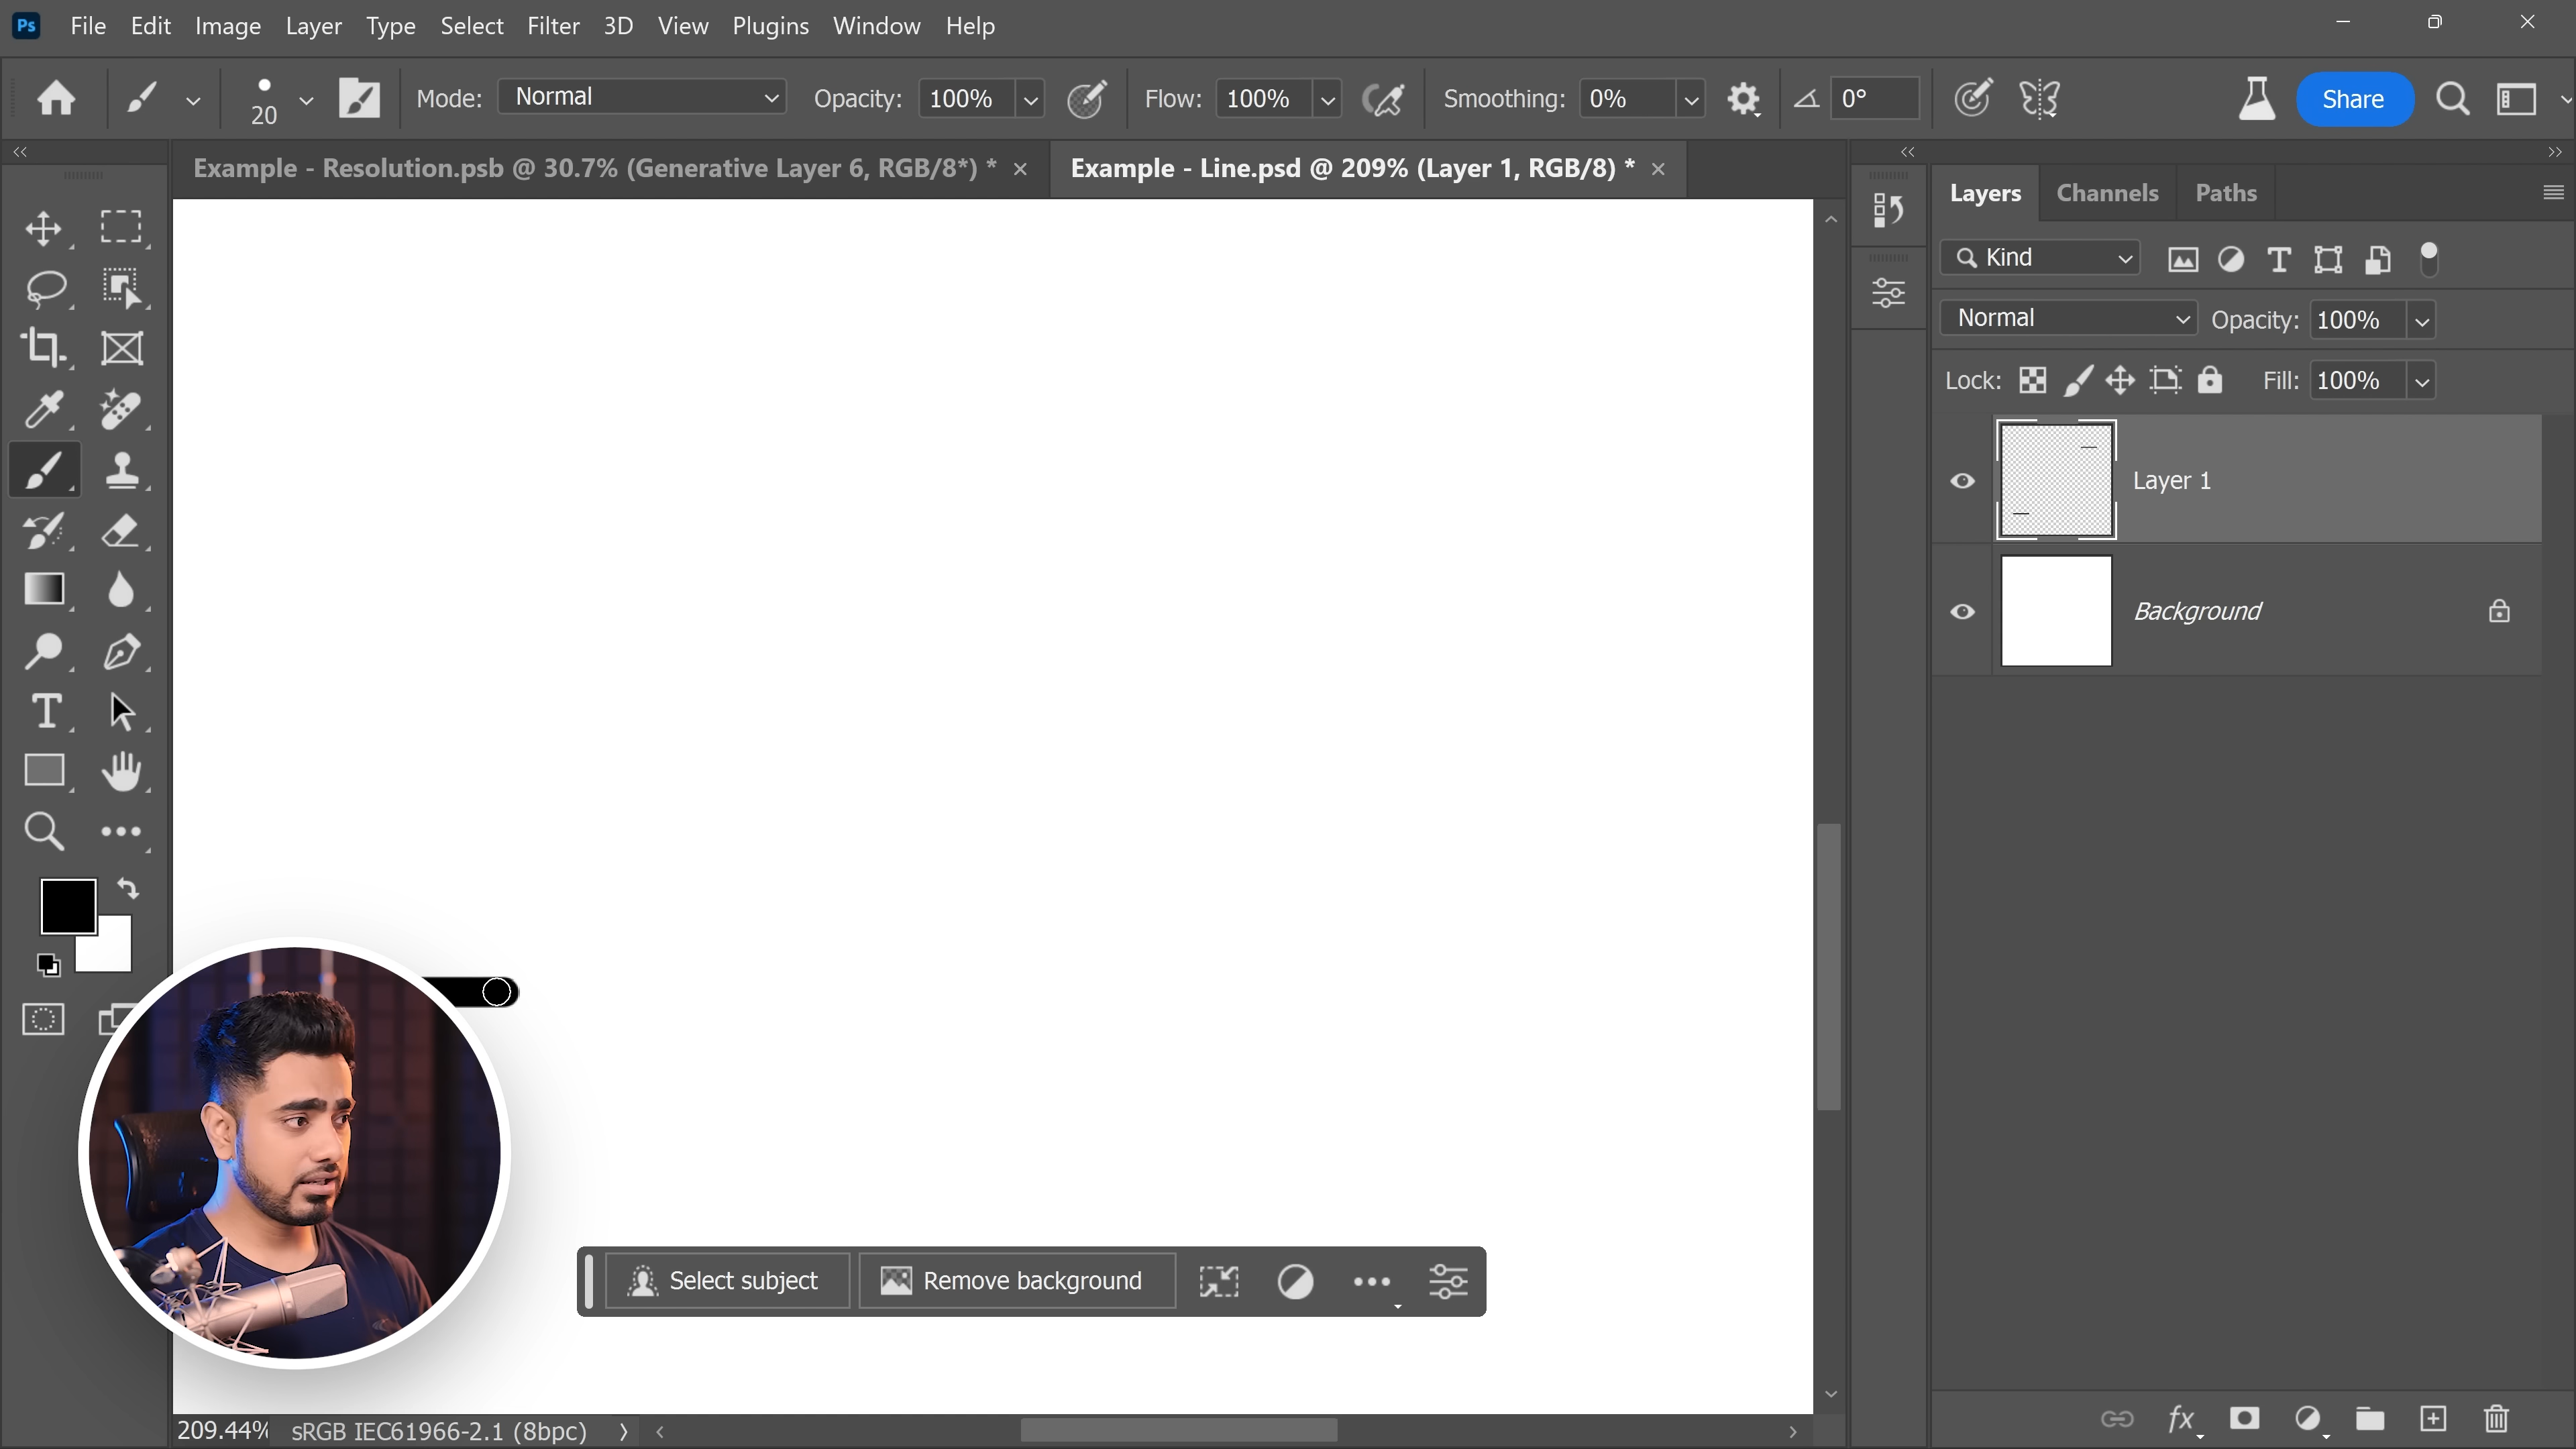 Ps File Edit Image Layer Type Select Filter 3D View Plugins Window Help
20 Mode: Normal Opacity: 100% Flow: 100% Smoothing: 0% 0° Share
Example - Resolution.psb @ 30.7% (Generative Layer 6, RGB/8*) * Example - Line.psd @ 209% (Layer 1, RGB/8) *
Layers Channels Paths
Kind
Normal Opacity: 100%
Lock: Fill: 100%
Layer 1
Background
Select subject Remove background
209.44% sRGB IEC61966-2.1 (8bpc)
fx